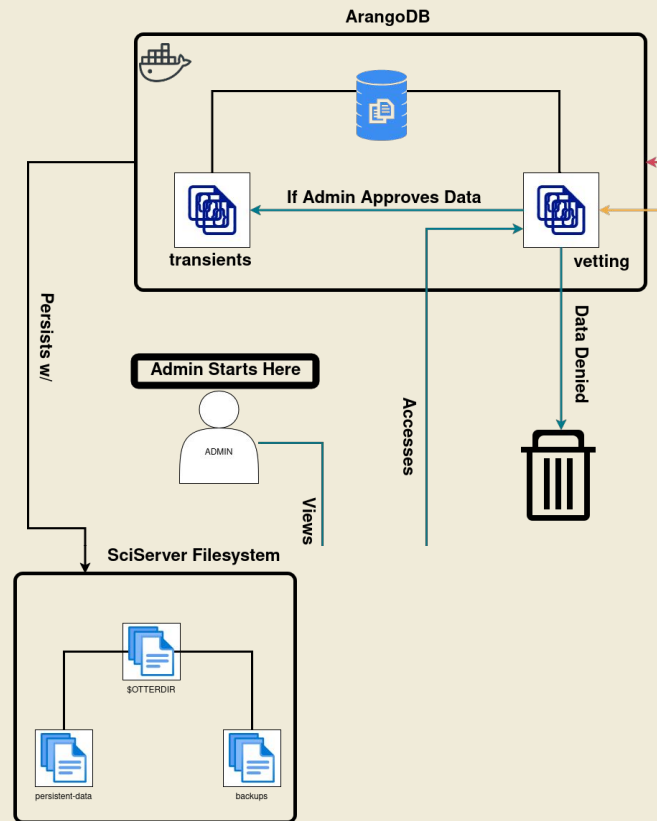 ArangoDB
If Admin Approves Data
transients
vetting
Persists w/
Data Denied
Admin Starts Here
ADMIN
Accesses
Views
SciServer Filesystem
$OTTERDIR
persistent-data
backups